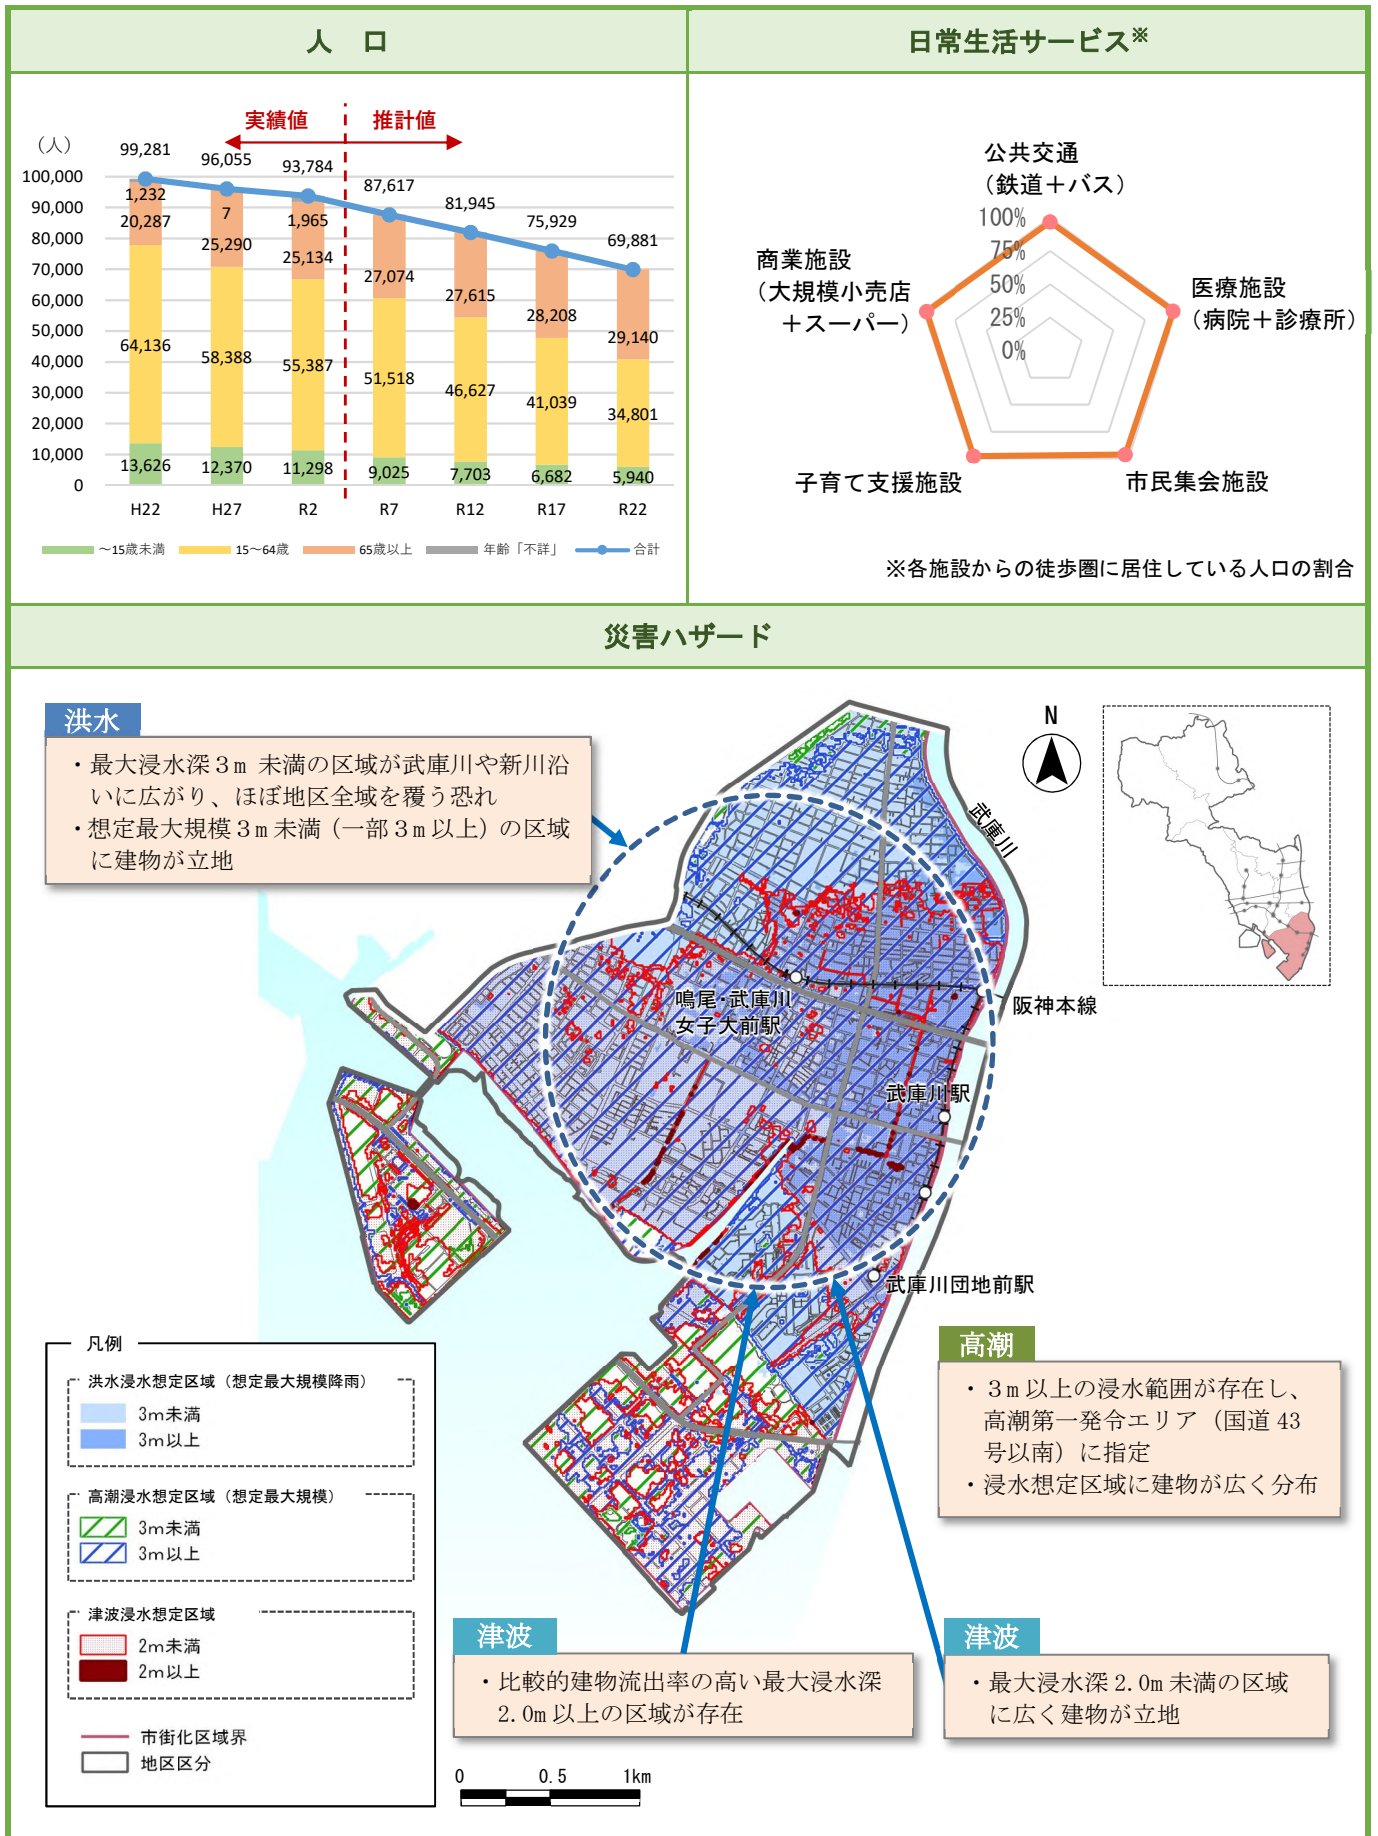 人　口
日常生活サービス※
実績値
推計値
（人）
99,281
96,055
93,784
87,617
81,945
75,929
69,881
100,000
90,000
80,000
70,000
60,000
50,000
40,000
30,000
20,000
10,000
0
1,232
7
1,965
20,287
25,290
25,134
27,074
27,615
28,208
29,140
64,136
58,388
55,387
51,518
46,627
41,039
34,801
13,626
12,370
11,298
9,025
7,703
6,682
5,940
H22
H27
R2
R7
R12
R17
R22
～15歳未満
15～64歳
65歳以上
年齢「不詳」
合計
公共交通
（鉄道＋バス）
100%
75%
50%
25%
0%
商業施設
（大規模小売店
＋スーパー）
医療施設
（病院＋診療所）
子育て支援施設
市民集会施設
※各施設からの徒歩圏に居住している人口の割合
災害ハザード
洪水
・最大浸水深３m 未満の区域が武庫川や新川沿
いに広がり、ほぼ地区全域を覆う恐れ
・想定最大規模３m 未満（一部３m 以上）の区域
に建物が立地
N
武庫川
阪神本線
鳴尾･武庫川
女子大前駅
武庫川駅
武庫川団地前駅
高潮
・３m 以上の浸水範囲が存在し、
高潮第一発令エリア（国道 43
号以南）に指定
・浸水想定区域に建物が広く分布
凡例
洪水浸水想定区域（想定最大規模降雨）
3m未満
3m以上
高潮浸水想定区域（想定最大規模）
3m未満
3m以上
津波浸水想定区域
2m未満
2m以上
市街化区域界
地区区分
津波
・比較的建物流出率の高い最大浸水深
2.0m 以上の区域が存在
津波
・最大浸水深 2.0m 未満の区域
に広く建物が立地
0
0.5
1km